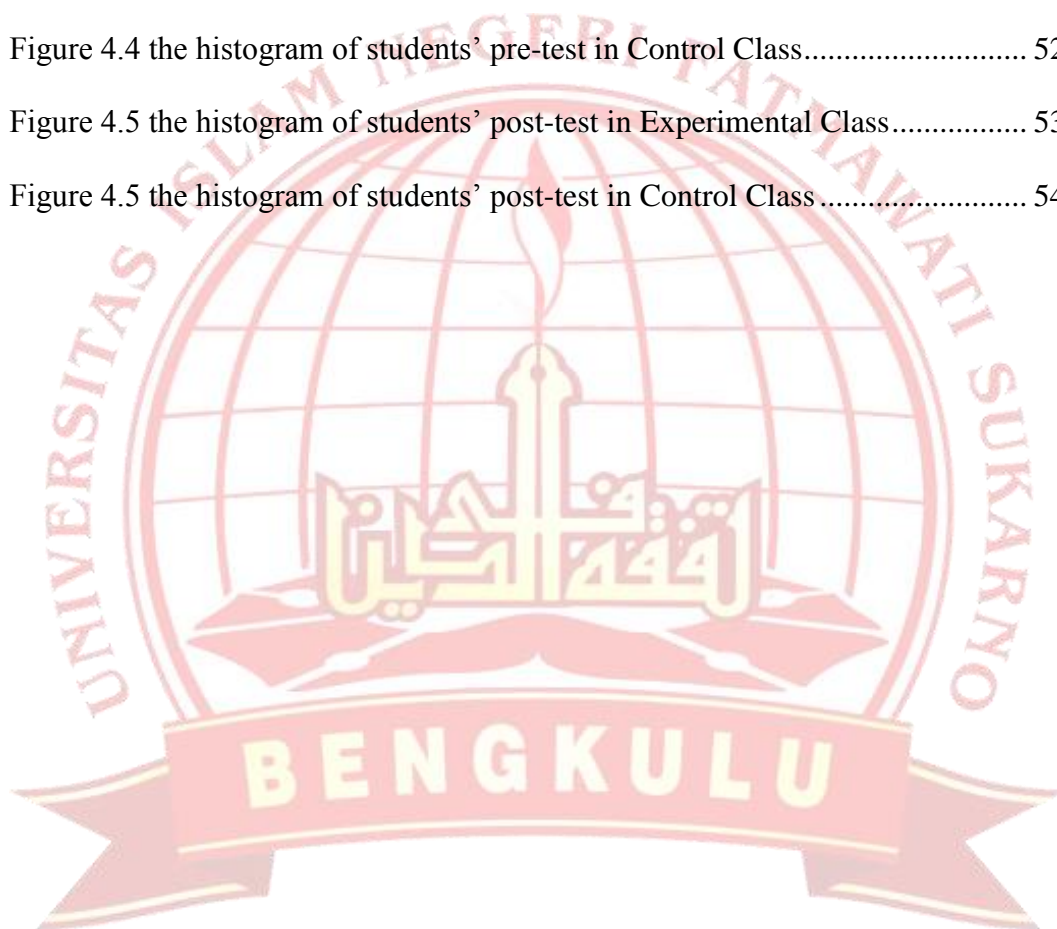 Figure 4.4 the histogram of students’ pre-test in Control Class.......................... 52
Figure 4.5 the histogram of students’ post-test in Experimental Class................. 53
Figure 4.5 the histogram of students’ post-test in Control Class......................... 54
UNIVERSITAS ISLAM NEGERI FATMAWATI SUKARNO
BENGKULU